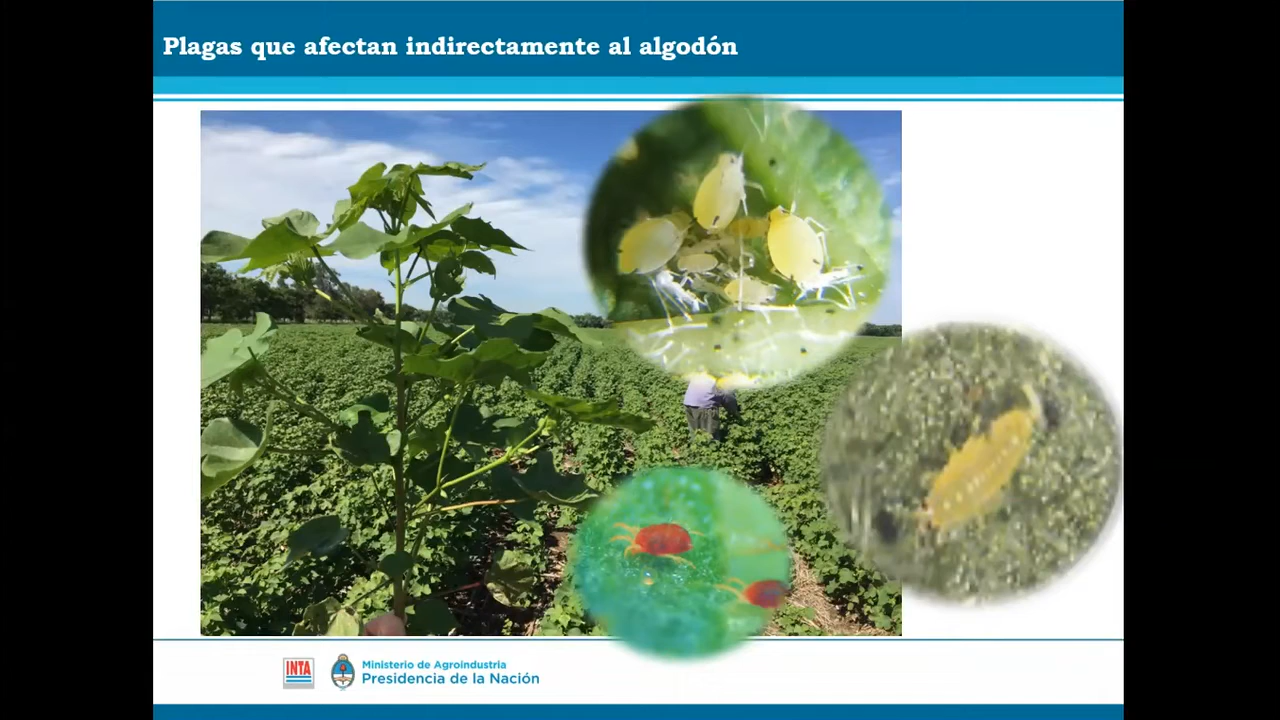 Plagas que afectan indirectamente al algodón
INTA
Ministerio de Agroindustria
Presidencia de la Nación